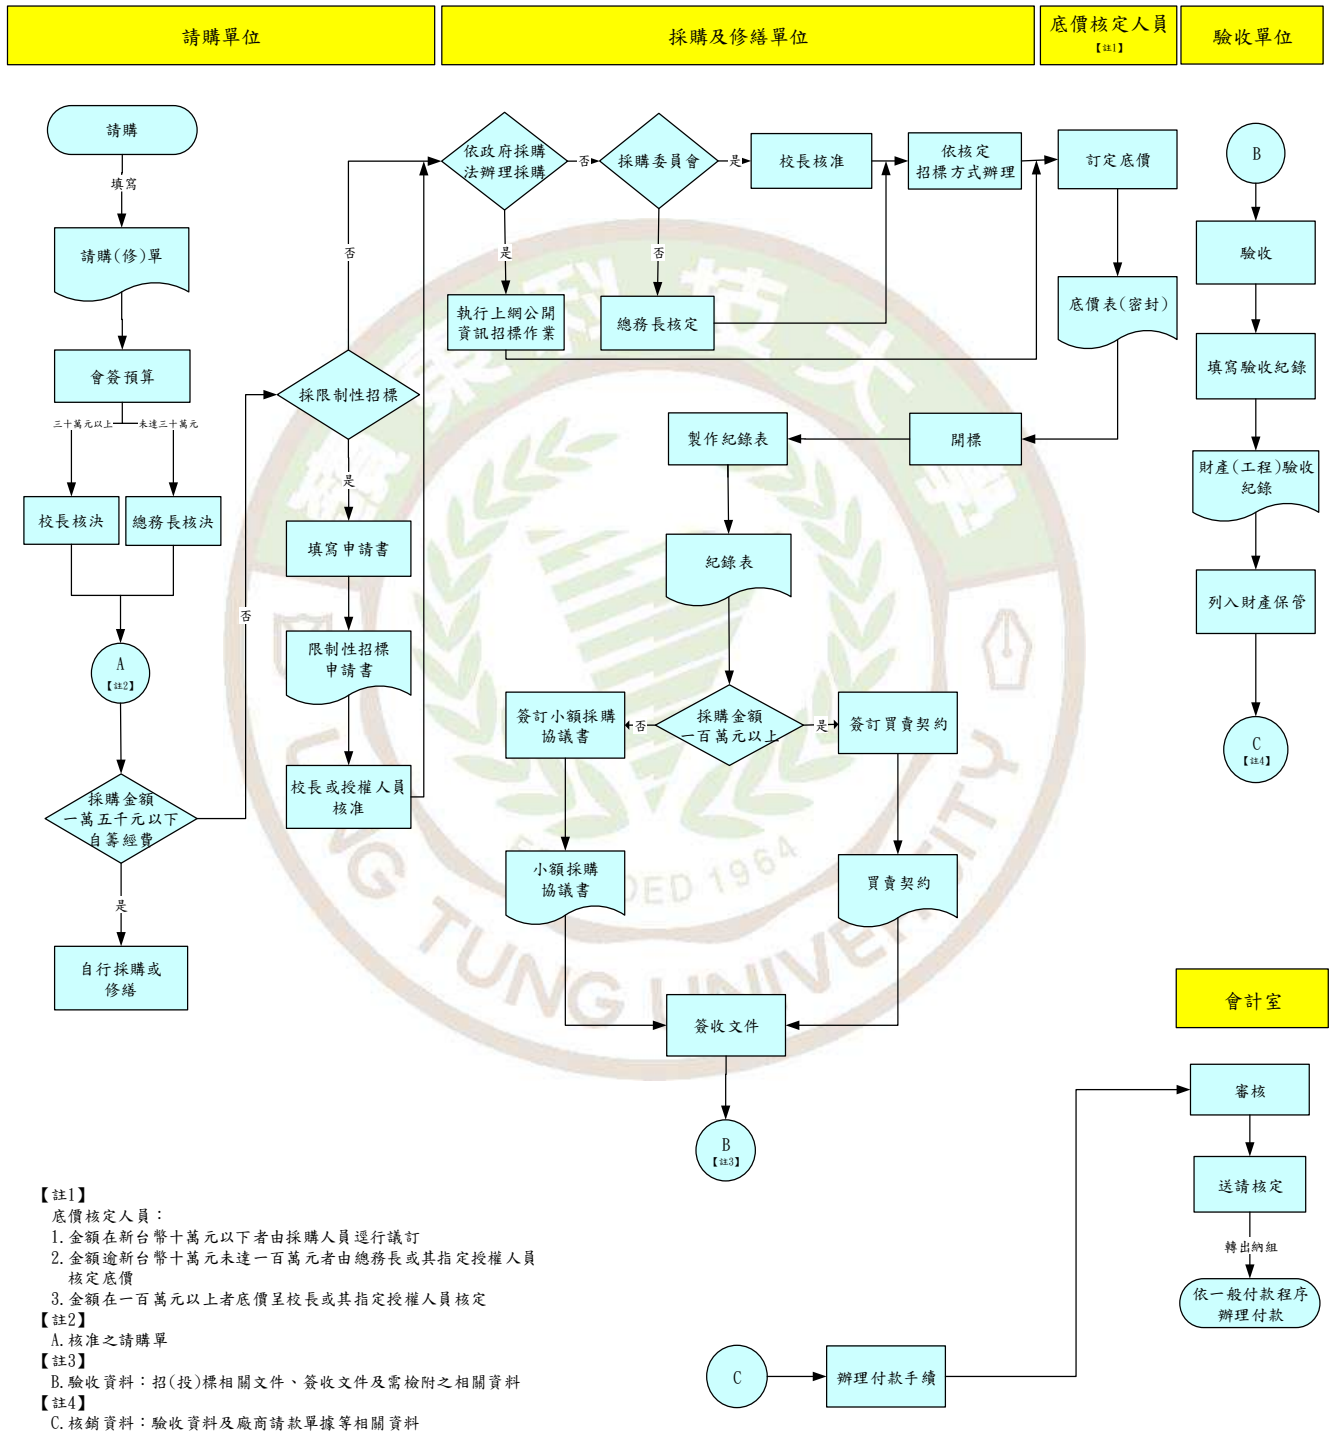 請購單位
採購及修繕單位
底價核定人員
【註1】
驗收單位
請購
填寫
請購(修)單
會簽預算
三十萬元以上
未達三十萬元
校長核決
總務長核決
A
【註2】
採購金額
一萬五千元以下
自籌經費
是
自行採購或
修繕
否
採限制性招標
否
是
填寫申請書
限制性招標
申請書
校長或授權人員
核准
依政府採購
法辦理採購
否
是
執行上網公開
資訊招標作業
採購委員會
是
否
總務長核定
校長核准
依核定
招標方式辦理
訂定底價
底價表(密封)
開標
製作紀錄表
紀錄表
採購金額
一百萬元以上
否
是
簽訂小額採購
協議書
簽訂買賣契約
小額採購
協議書
買賣契約
簽收文件
B
【註3】
B
驗收
填寫驗收紀錄
財產(工程)驗收
紀錄
列入財產保管
C
【註4】
會計室
審核
送請核定
轉出納組
依一般付款程序
辦理付款
C
辦理付款手續
【註1】
底價核定人員：
1.金額在新台幣十萬元以下者由採購人員逕行議訂
2.金額逾新台幣十萬元未達一百萬元者由總務長或其指定授權人員
核定底價
3.金額在一百萬元以上者底價呈校長或其指定授權人員核定
【註2】
A.核准之請購單
【註3】
B.驗收資料：招(投)標相關文件、簽收文件及需檢附之相關資料
【註4】
C.核銷資料：驗收資料及廠商請款單據等相關資料
科技大學
TUNG UNIVERSITY
1964